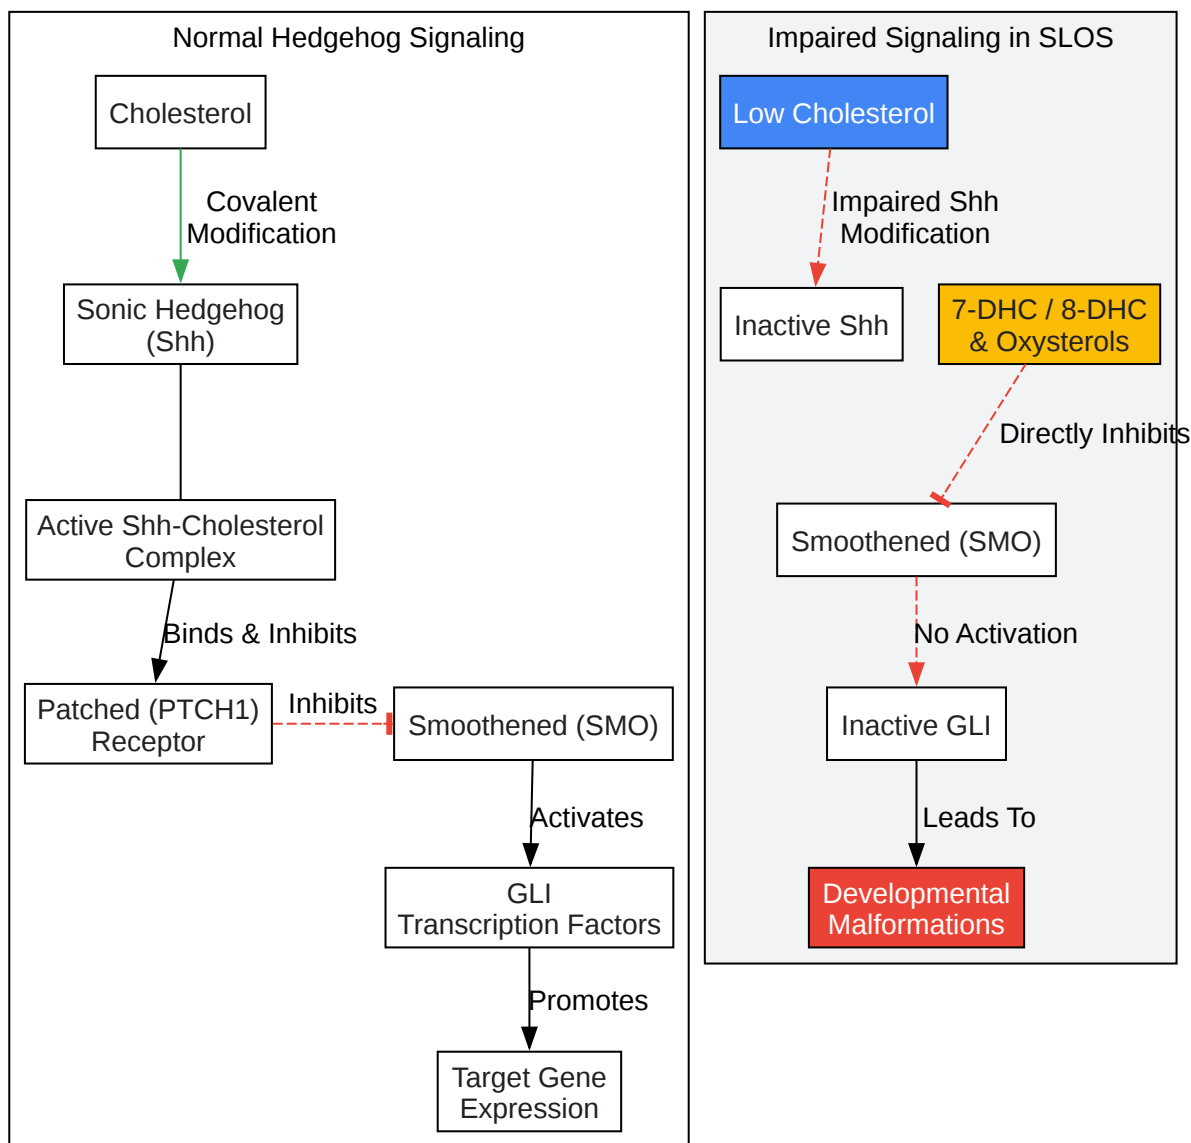 Normal Hedgehog Signaling
Cholesterol
Covalent
Modification
Sonic Hedgehog
(Shh)
Active Shh-Cholesterol
Complex
Binds & Inhibits
Patched (PTCH1)
Receptor
Inhibits
Smoothened (SMO)
Activates
GLI
Transcription Factors
Promotes
Target Gene
Expression
Impaired Signaling in SLOS
Low Cholesterol
Impaired Shh
Modification
Inactive Shh
7-DHC / 8-DHC
& Oxysterols
Directly Inhibits
Smoothened (SMO)
No Activation
Inactive GLI
Leads To
Developmental
Malformations